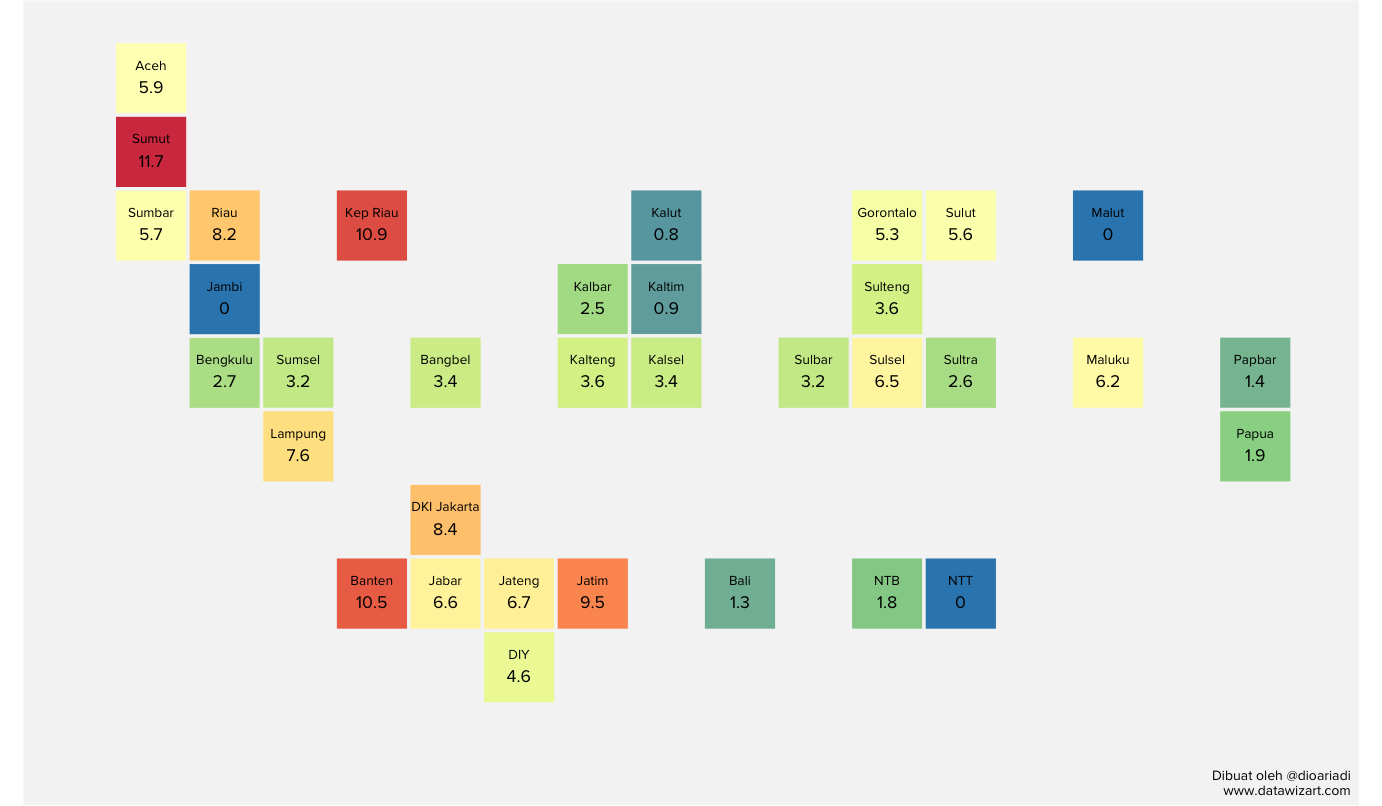 Aceh
5.9
Sumut
11.7
Sumbar
5.7
Riau
8.2
Kep Riau
10.9
Kalut
0.8
Gorontalo
5.3
Sulut
5.6
Malut
0
Jambi
0
Kalbar
2.5
Kaltim
0.9
Sulteng
3.6
Bengkulu
2.7
Sumsel
3.2
Bangbel
3.4
Kalteng
3.6
Kalsel
3.4
Sulbar
3.2
Sulsel
6.5
Sultra
2.6
Maluku
6.2
Papbar
1.4
Lampung
7.6
Papua
1.9
DKI Jakarta
8.4
Banten
10.5
Jabar
6.6
Jateng
6.7
Jatim
9.5
Bali
1.3
NTB
1.8
NTT
0
DIY
4.6
Dibuat oleh @dioariadi
www.datawizart.com